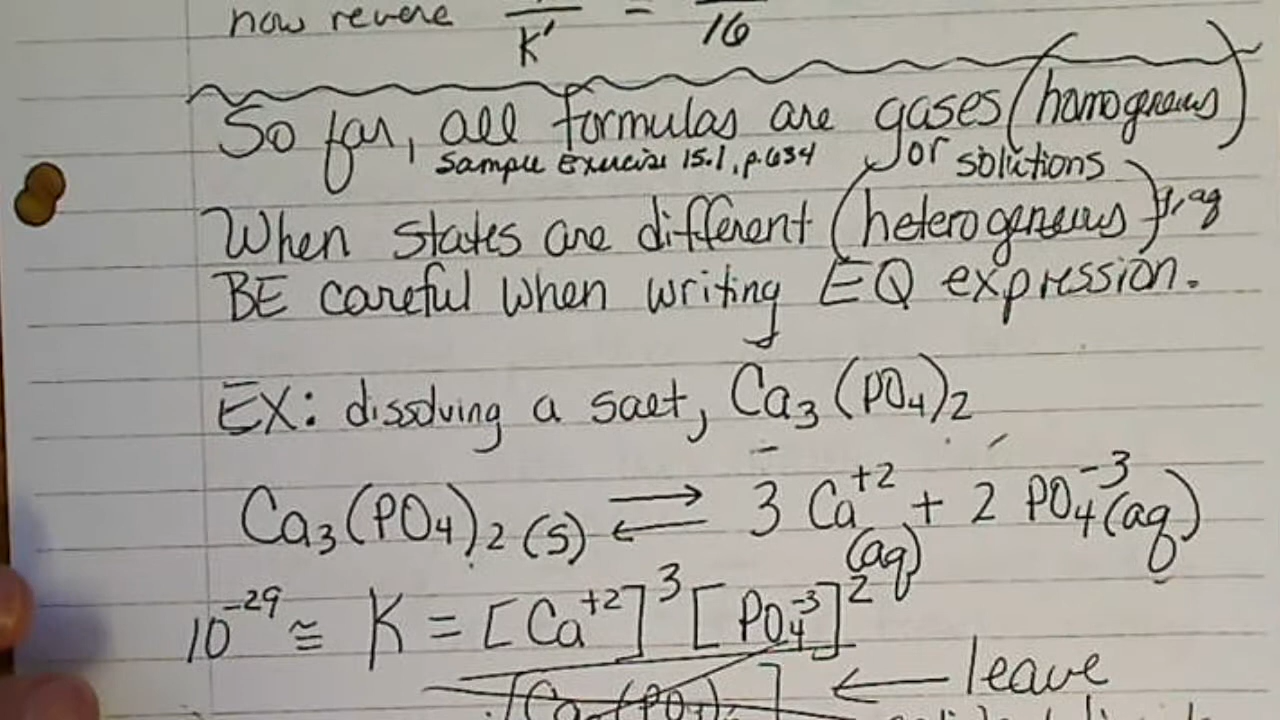 now reverse 1/K' = 1/16
So far, all formulas are gases (homogeneous)
Sample Exercise 15.1, p.634 or solutions
When states are different (heterogeneous) g, aq
BE careful when writing EQ expression.
EX: dissolving a salt, Ca₃(PO₄)₂
Ca₃(PO₄)₂(s) ⇌ 3 Ca⁺²(aq) + 2 PO₄⁻³(aq)
10⁻²⁹ ≅ K = [Ca⁺²]³ [PO₄⁻³]²
[Ca₃(PO₄)₂] ← leave